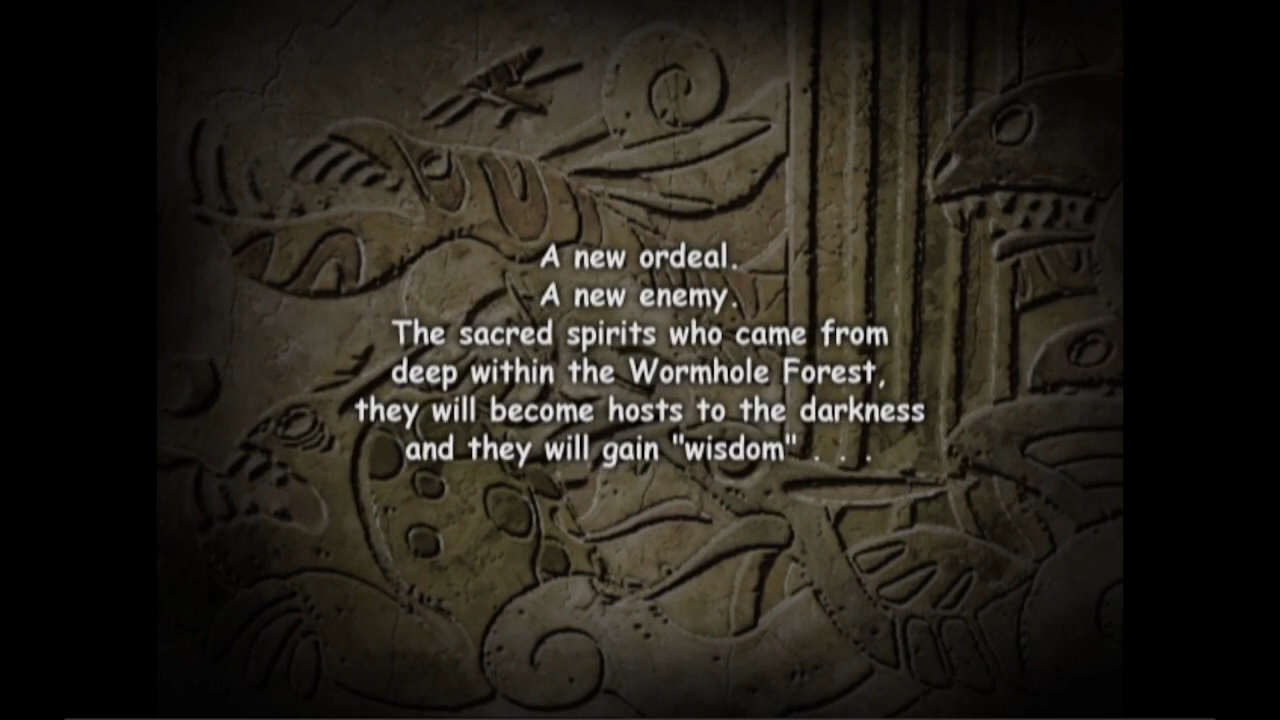 A new ordeal.
A new enemy.
The sacred spirits who came from
deep within the Wormhole Forest,
they will become hosts to the darkness
and they will gain "wisdom" . . .